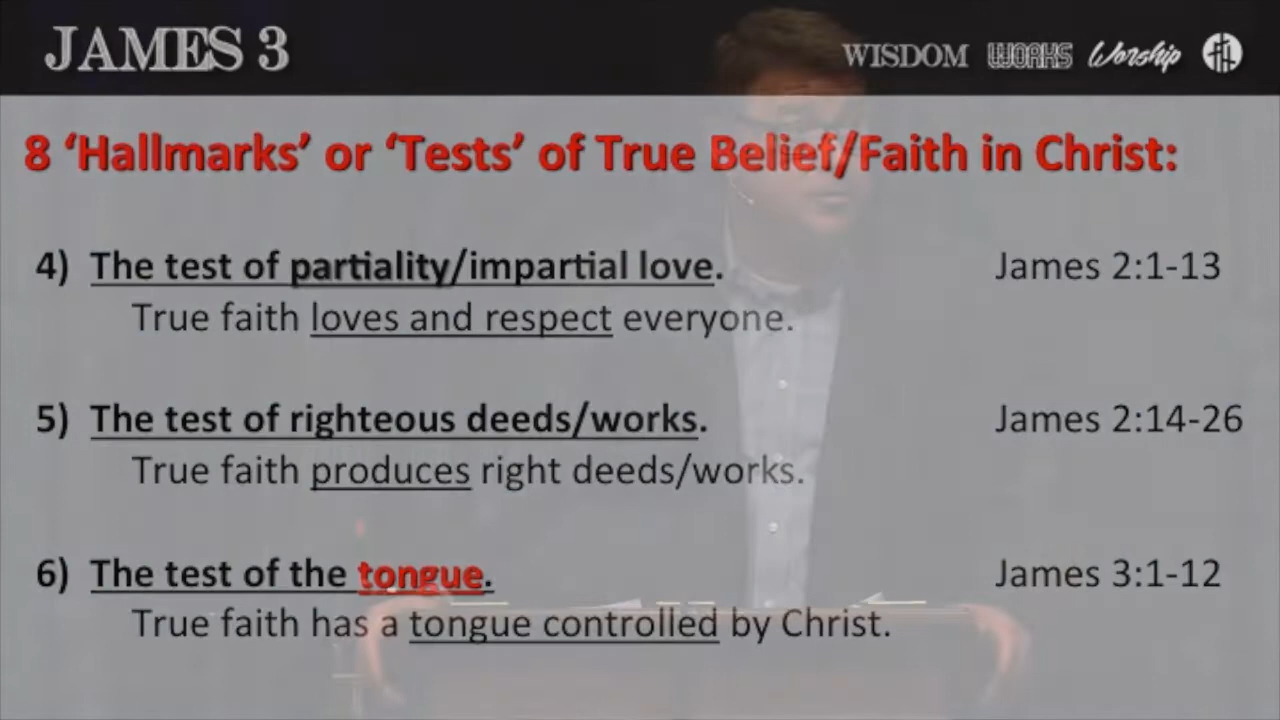 JAMES 3
WISDOM WORKS Worship
8 ‘Hallmarks’ or ‘Tests’ of True Belief/Faith in Christ:
4) The test of partiality/impartial love. James 2:1-13
True faith loves and respect everyone.
5) The test of righteous deeds/works. James 2:14-26
True faith produces right deeds/works.
6) The test of the tongue. James 3:1-12
True faith has a tongue controlled by Christ.